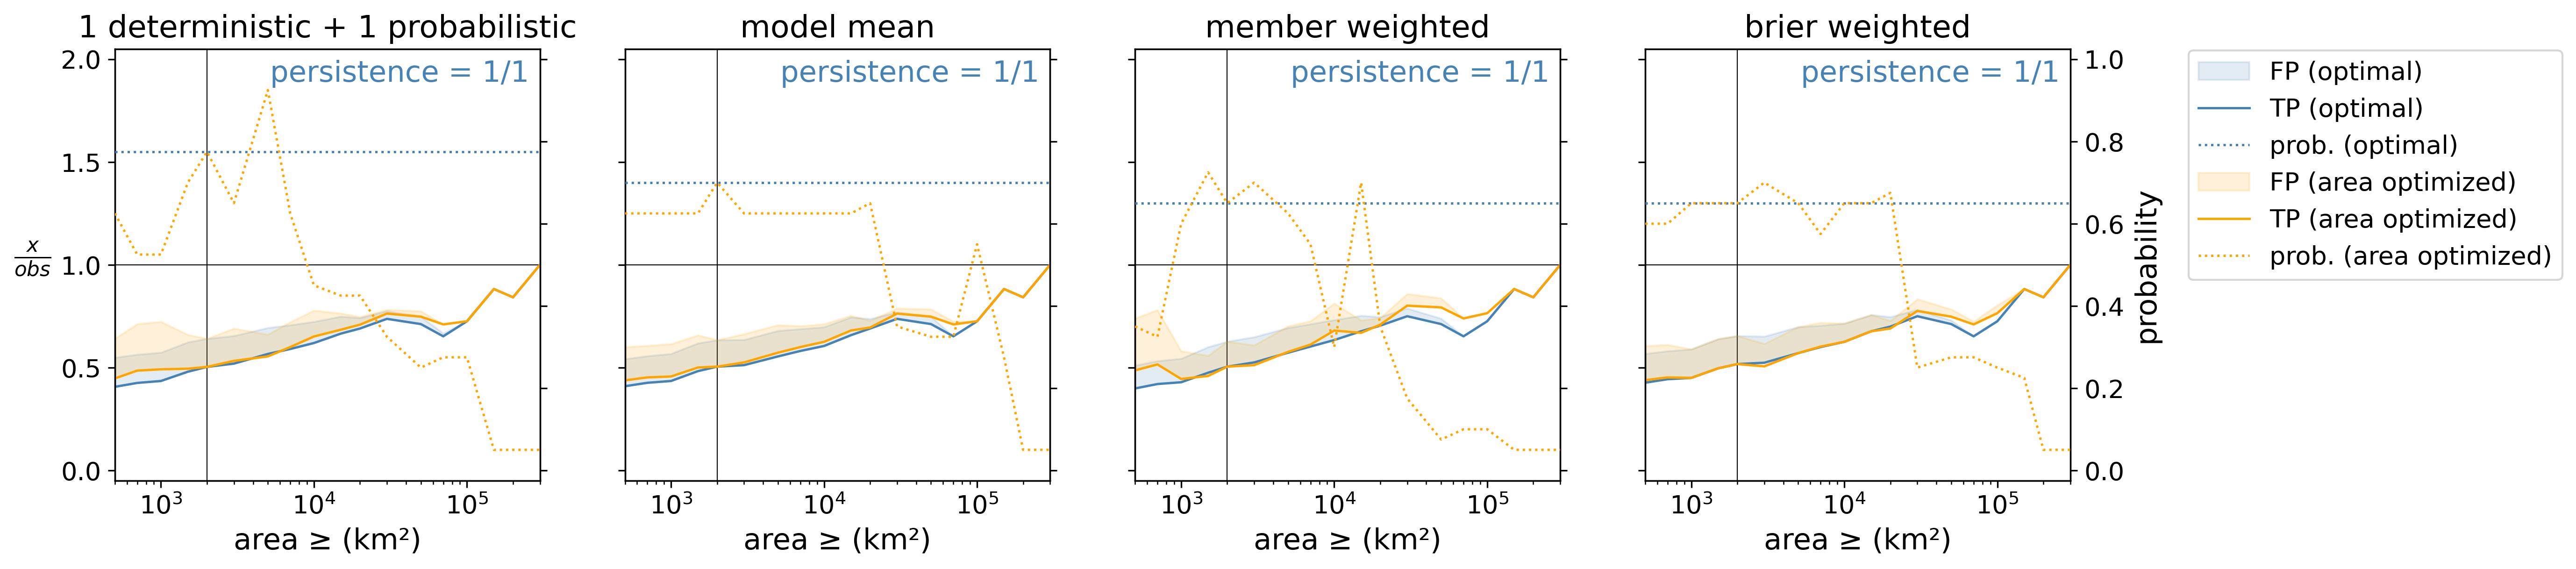 1 deterministic + 1 probabilistic
model mean
member weighted
brier weighted
persistence = 1/1
persistence = 1/1
persistence = 1/1
persistence = 1/1
2.0
1.5
1.0
0.5
0.0
x
obs
1.0
0.8
0.6
0.4
0.2
0.0
probability
10³ 10⁴ 10⁵
10³ 10⁴ 10⁵
10³ 10⁴ 10⁵
10³ 10⁴ 10⁵
area ≥ (km²)
area ≥ (km²)
area ≥ (km²)
area ≥ (km²)
FP (optimal)
TP (optimal)
prob. (optimal)
FP (area optimized)
TP (area optimized)
prob. (area optimized)